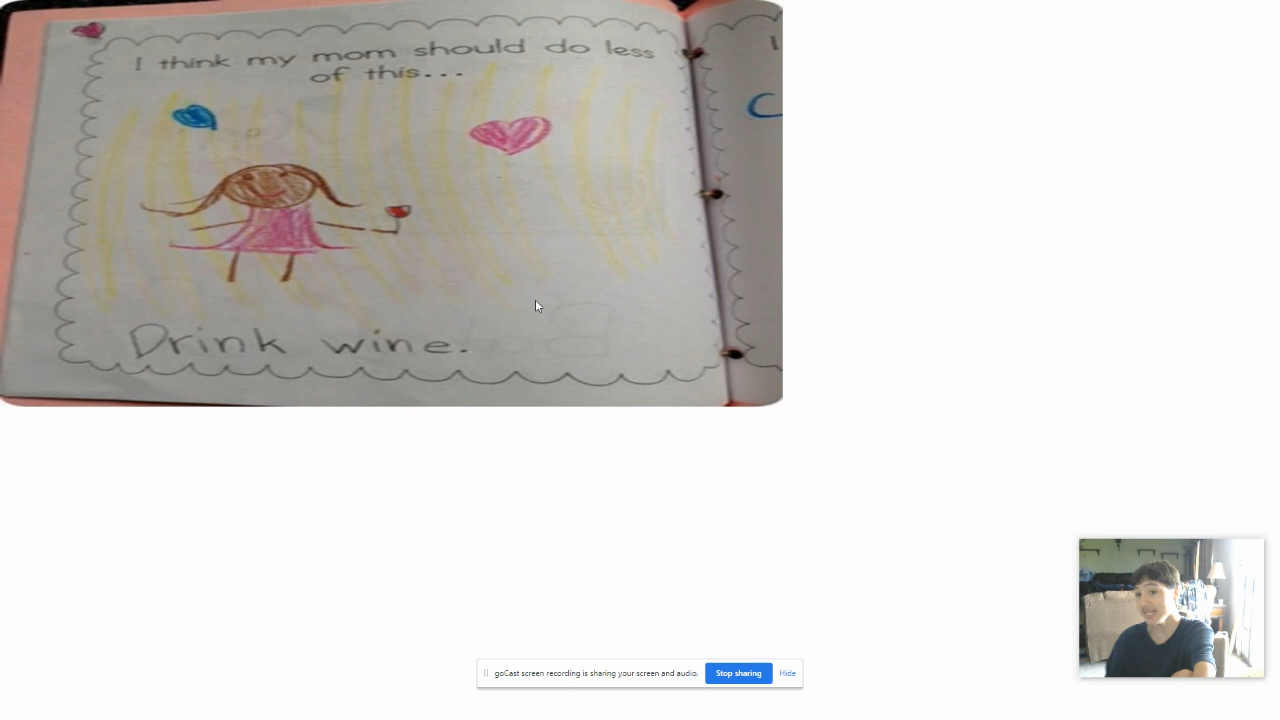 I think my mom should do less
of this...
Drink wine.
goCast screen recording is sharing your screen and audio.
Stop sharing
Hide